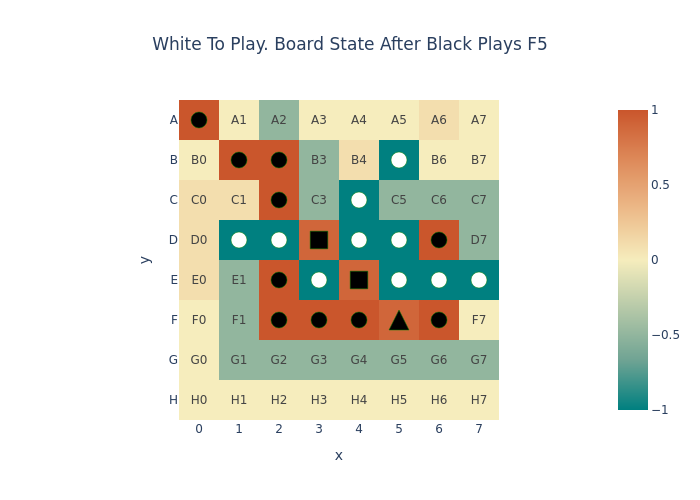 White To Play. Board State After Black Plays F5
A A1 A2 A3 A4 A5 A6 A7
B B0 B3 B4 B6 B7
C C0 C1 C3 C5 C6 C7
D D0 D7
E E0 E1
F F0 F1 F7
G G0 G1 G2 G3 G4 G5 G6 G7
H H0 H1 H2 H3 H4 H5 H6 H7
0 1 2 3 4 5 6 7
x
y
1
0.5
0
−0.5
−1